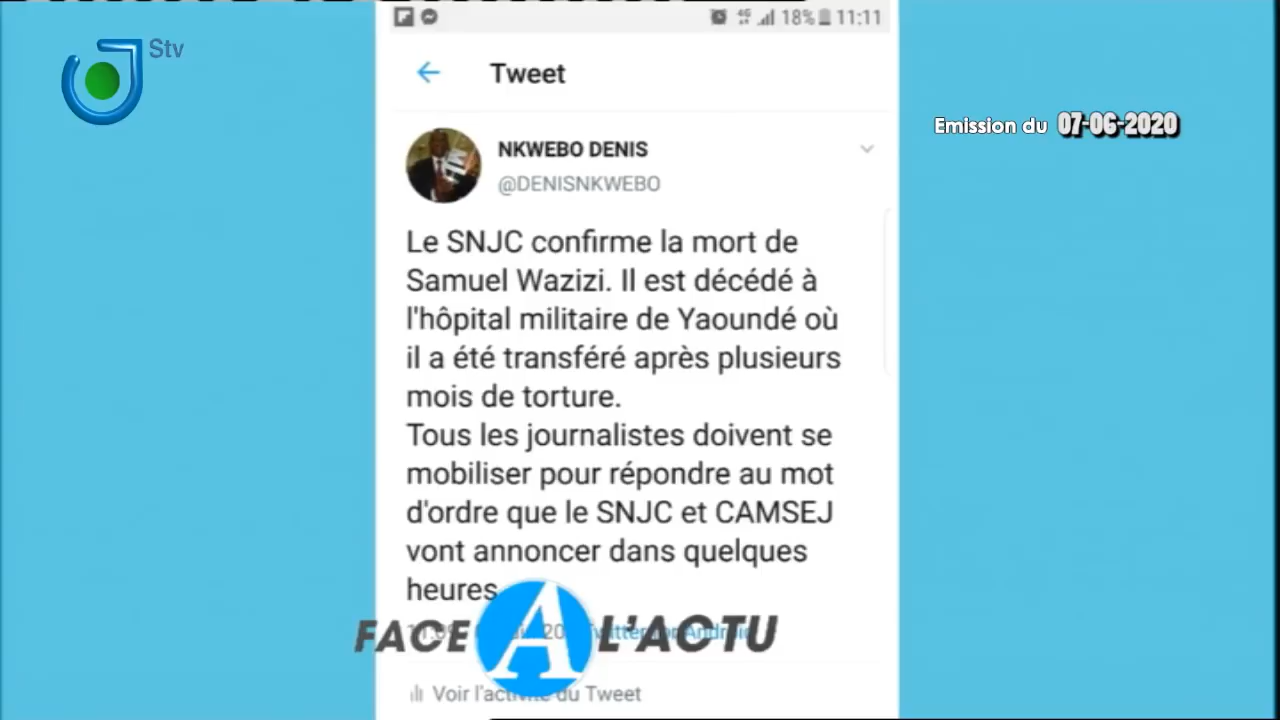 18% 11:11
Stv
Tweet
Emission du 07-06-2020
NKWEBO DENIS
@DENISNKWEBO
Le SNJC confirme la mort de
Samuel Wazizi. Il est décédé à
l'hôpital militaire de Yaoundé où
il a été transféré après plusieurs
mois de torture.
Tous les journalistes doivent se
mobiliser pour répondre au mot
d'ordre que le SNJC et CAMSEJ
vont annoncer dans quelques
heures
FACE A L'ACTU
Twitter for Android
Voir l'activité du Tweet